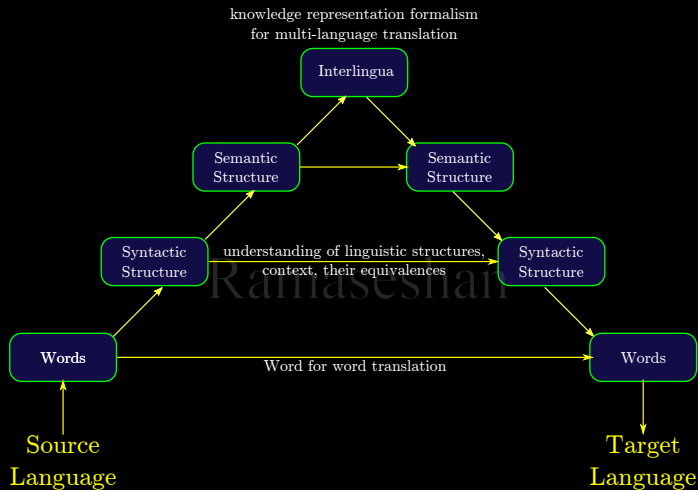 knowledge representation formalism
for multi-language translation
Interlingua
Semantic
Structure
Semantic
Structure
Syntactic
Structure
understanding of linguistic structures,
context, their equivalences
Syntactic
Structure
Ramaseshan
Words
Word for word translation
Words
Source
Language
Target
Language